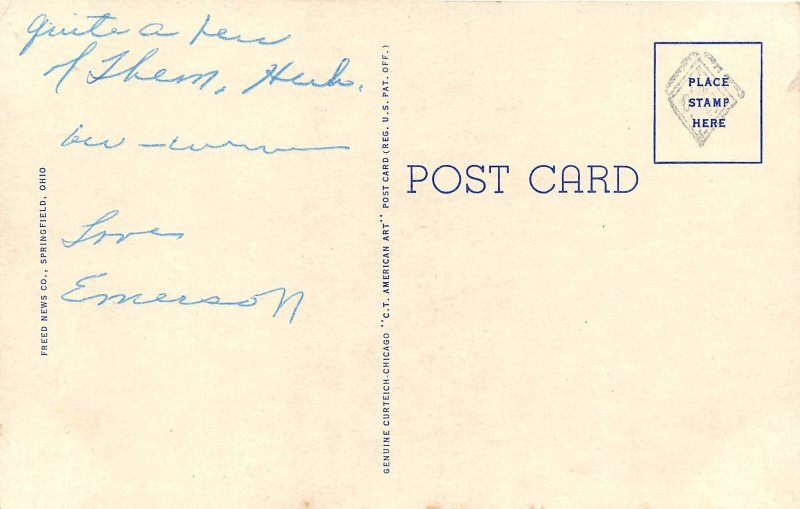 quite a few
of Them, Huh.
Love
Emerson
FREED NEWS CO., SPRINGFIELD, OHIO
GENUINE CURTEICH-CHICAGO "C.T. AMERICAN ART" POST CARD (REG. U.S. PAT. OFF.)
POST CARD
PLACE
STAMP
HERE